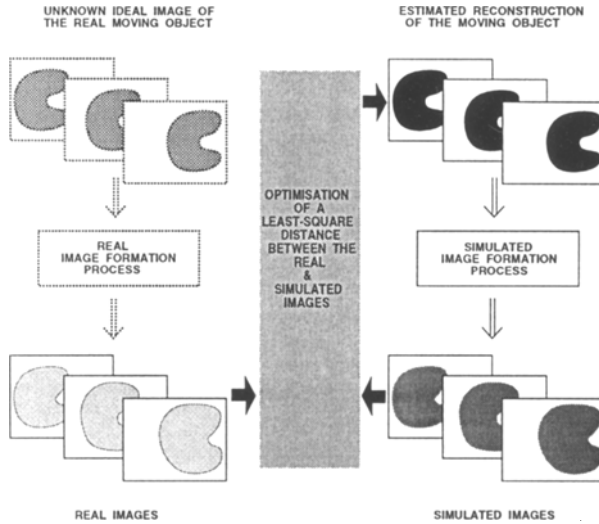 UNKNOWN IDEAL IMAGE OF
THE REAL MOVING OBJECT
ESTIMATED RECONSTRUCTION
OF THE MOVING OBJECT
OPTIMISATION
OF A
LEAST-SQUARE
DISTANCE
BETWEEN THE
REAL
&
SIMULATED
IMAGES
REAL
IMAGE FORMATION
PROCESS
SIMULATED
IMAGE FORMATION
PROCESS
REAL IMAGES
SIMULATED IMAGES